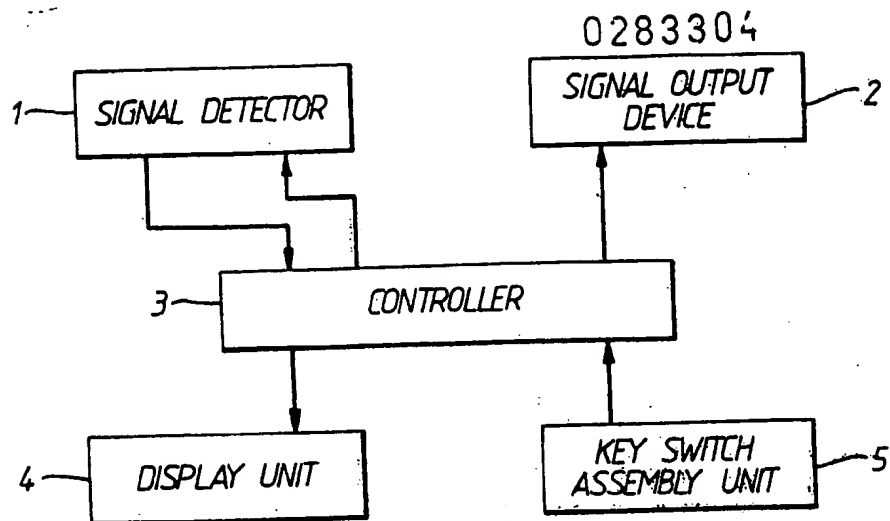 0283304
1
SIGNAL DETECTOR
SIGNAL OUTPUT
DEVICE
2
3
CONTROLLER
4
DISPLAY UNIT
KEY SWITCH
ASSEMBLY UNIT
5